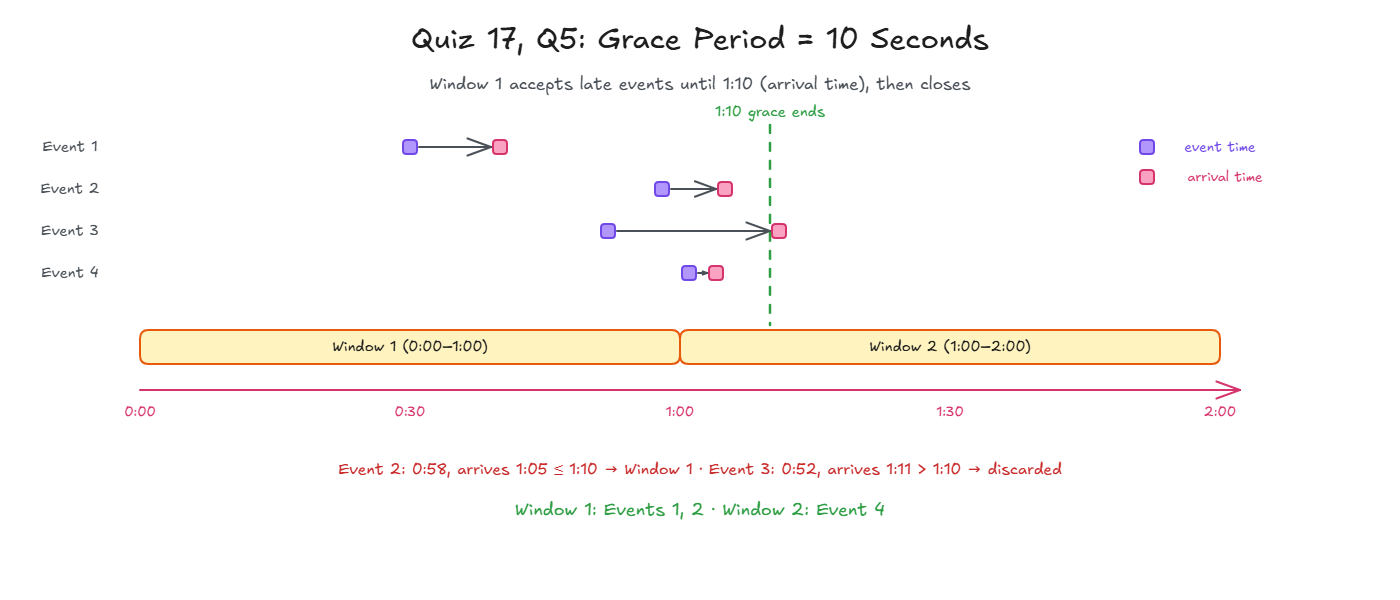 Quiz 17, Q5: Grace Period = 10 Seconds
Window 1 accepts late events until 1:10 (arrival time), then closes
1:10 grace ends
Event 1
event time
arrival time
Event 2
Event 3
Event 4
Window 1 (0:00–1:00)
Window 2 (1:00–2:00)
0:00
0:30
1:00
1:30
2:00
Event 2: 0:58, arrives 1:05 ≤ 1:10 → Window 1 · Event 3: 0:52, arrives 1:11 > 1:10 → discarded
Window 1: Events 1, 2 · Window 2: Event 4